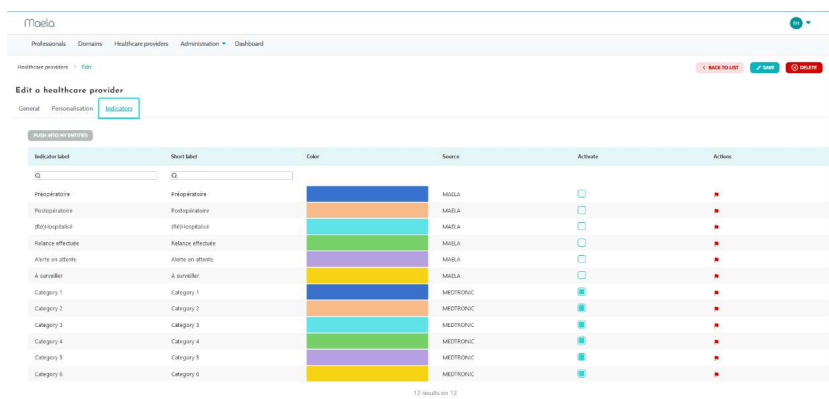 Maela
EH
Professionals Domains Healthcare providers Administration Dashboard
Healthcare providers > Edit
< BACK TO LIST SAVE DELETE
Edit a healthcare provider
General Personalisation Indicators
PUSH INTO MY ENTITIES
Indicator label Short label Color Source Activate Actions
Préopératoire Préopératoire MAELA
Postopératoire Postopératoire MAELA
(Ré)Hospitalisé (Ré)Hospitalisé MAELA
Relance effectuée Relance effectuée MAELA
Alerte en attente Alerte en attente MAELA
À surveiller À surveiller MAELA
Category 1 Category 1 MEDTRONIC
Category 2 Category 2 MEDTRONIC
Category 3 Category 3 MEDTRONIC
Category 4 Category 4 MEDTRONIC
Category 5 Category 5 MEDTRONIC
Category 6 Category 6 MEDTRONIC
12 results on 12